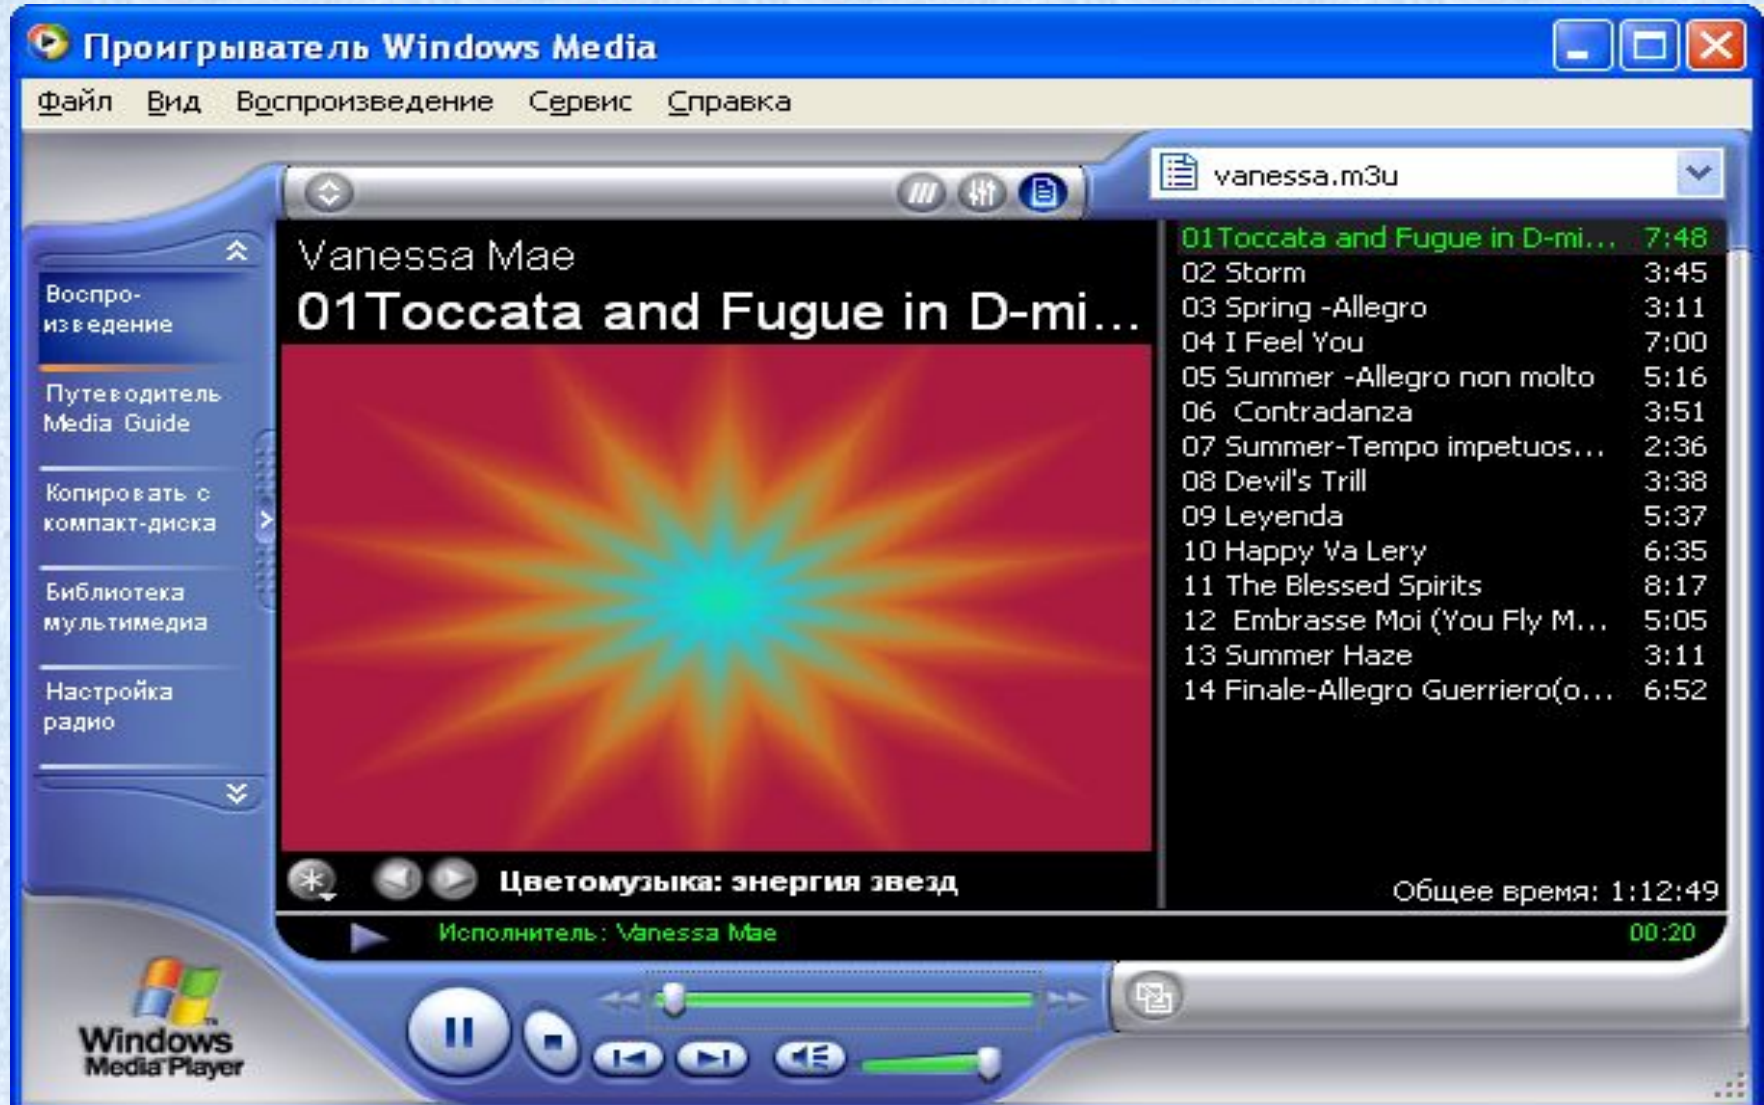 Проигрыватель Windows Media
Файл Вид Воспроизведение Сервис Справка
vanessa.m3u
Воспро-
изведение
Путеводитель
Media Guide
Копировать с
компакт-диска
Библиотека
мультимедиа
Настройка
радио
Vanessa Mae
01Toccata and Fugue in D-mi...
01Toccata and Fugue in D-mi... 7:48
02 Storm 3:45
03 Spring -Allegro 3:11
04 I Feel You 7:00
05 Summer -Allegro non molto 5:16
06 Contradanza 3:51
07 Summer-Tempo impetuos... 2:36
08 Devil's Trill 3:38
09 Leyenda 5:37
10 Happy Va Lery 6:35
11 The Blessed Spirits 8:17
12 Embrasse Moi (You Fly M... 5:05
13 Summer Haze 3:11
14 Finale-Allegro Guerriero(o... 6:52
Цветомузыка: энергия звезд
Общее время: 1:12:49
Исполнитель: Vanessa Mae 00:20
Windows
Media Player